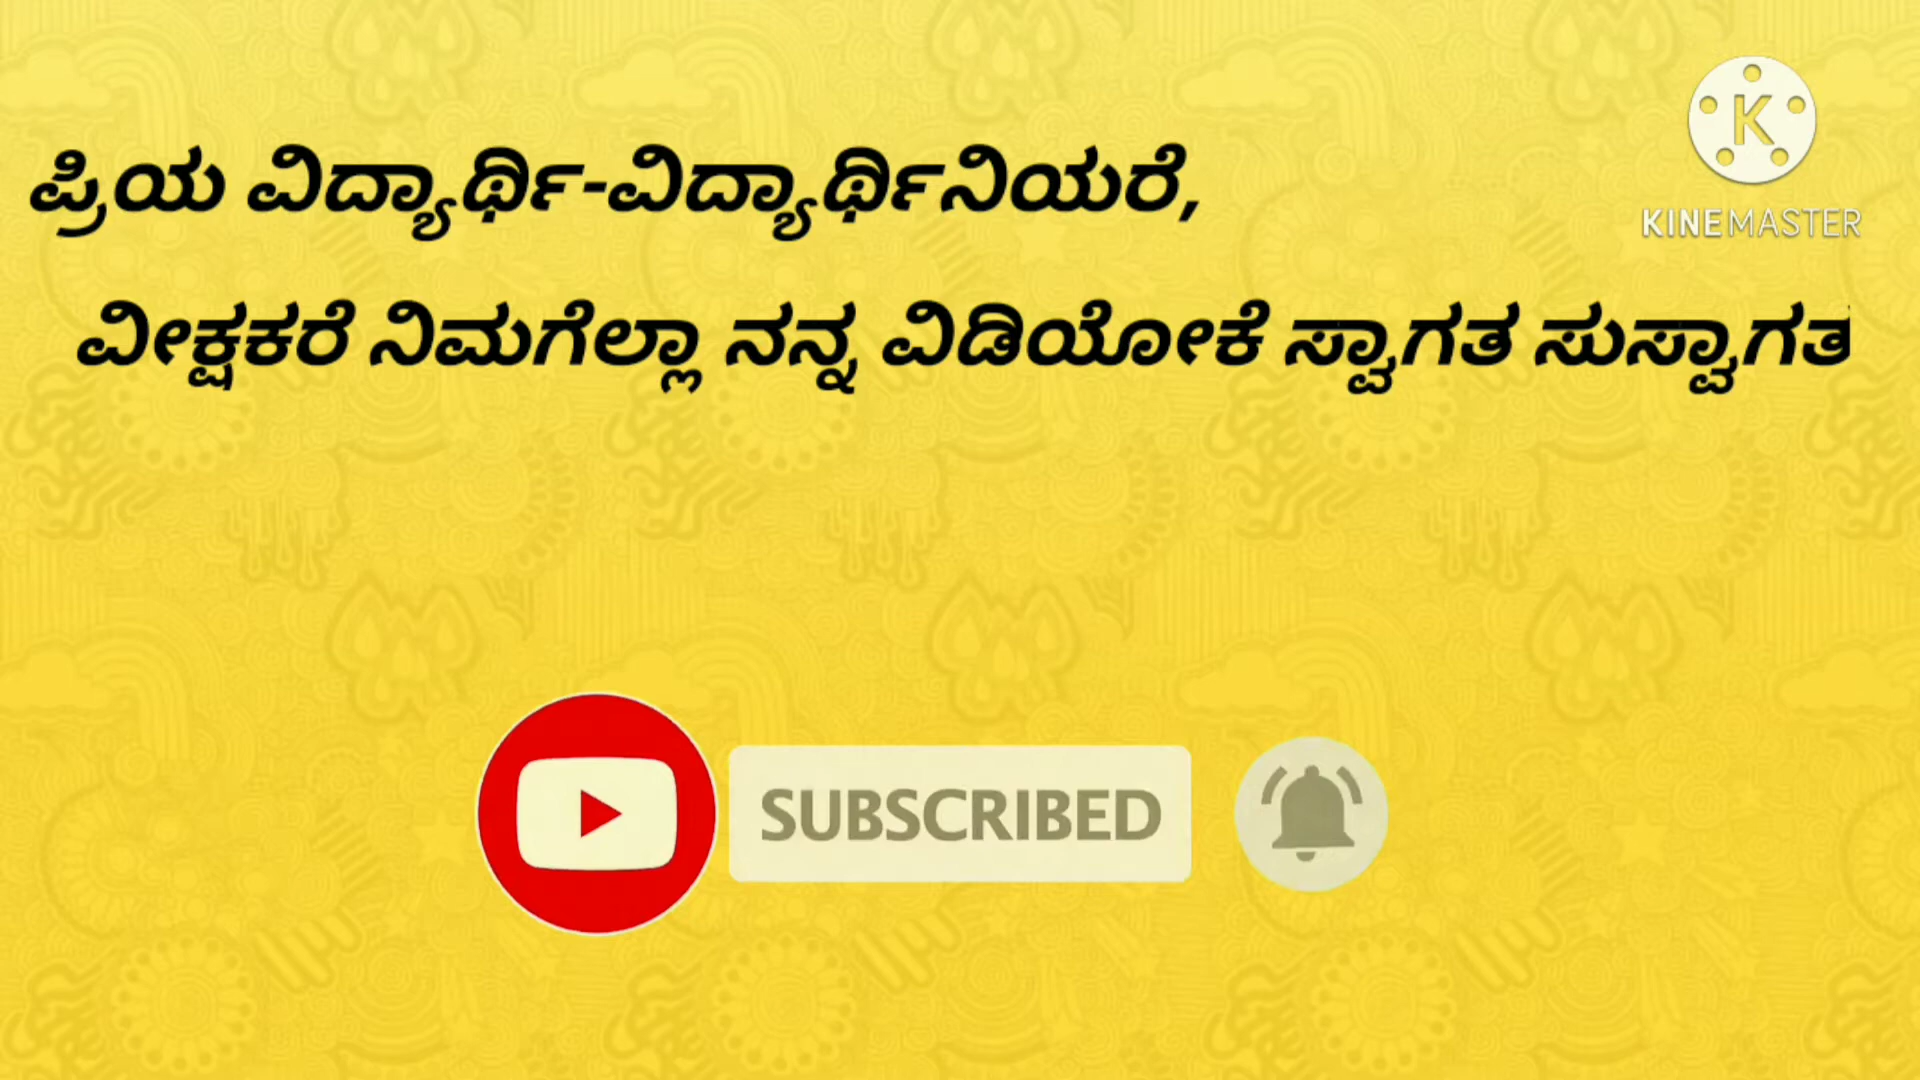 ಪ್ರಿಯ ವಿದ್ಯಾರ್ಥಿ-ವಿದ್ಯಾರ್ಥಿನಿಯರೆ,
K
KINEMASTER
ವೀಕ್ಷಕರೆ ನಿಮಗೆಲ್ಲಾ ನನ್ನ ವಿಡಿಯೋಕೆ ಸ್ವಾಗತ ಸುಸ್ವಾಗತ
SUBSCRIBED